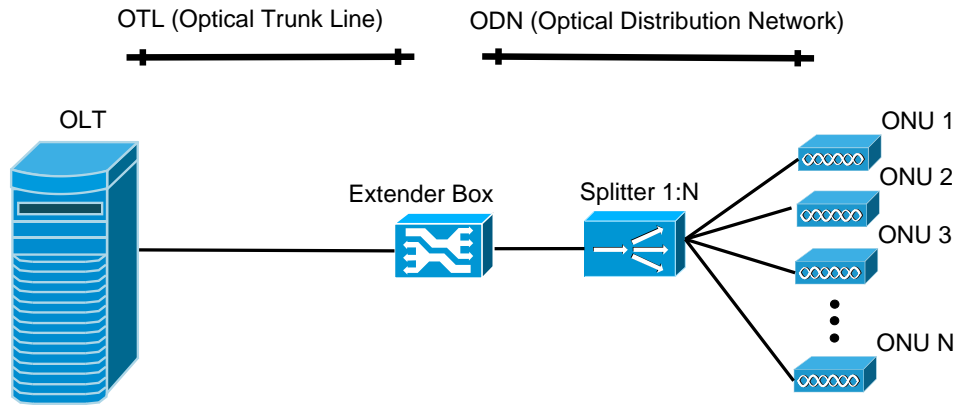 OTL (Optical Trunk Line)
ODN (Optical Distribution Network)
OLT
ONU 1
Extender Box
Splitter 1:N
ONU 2
ONU 3
ONU N